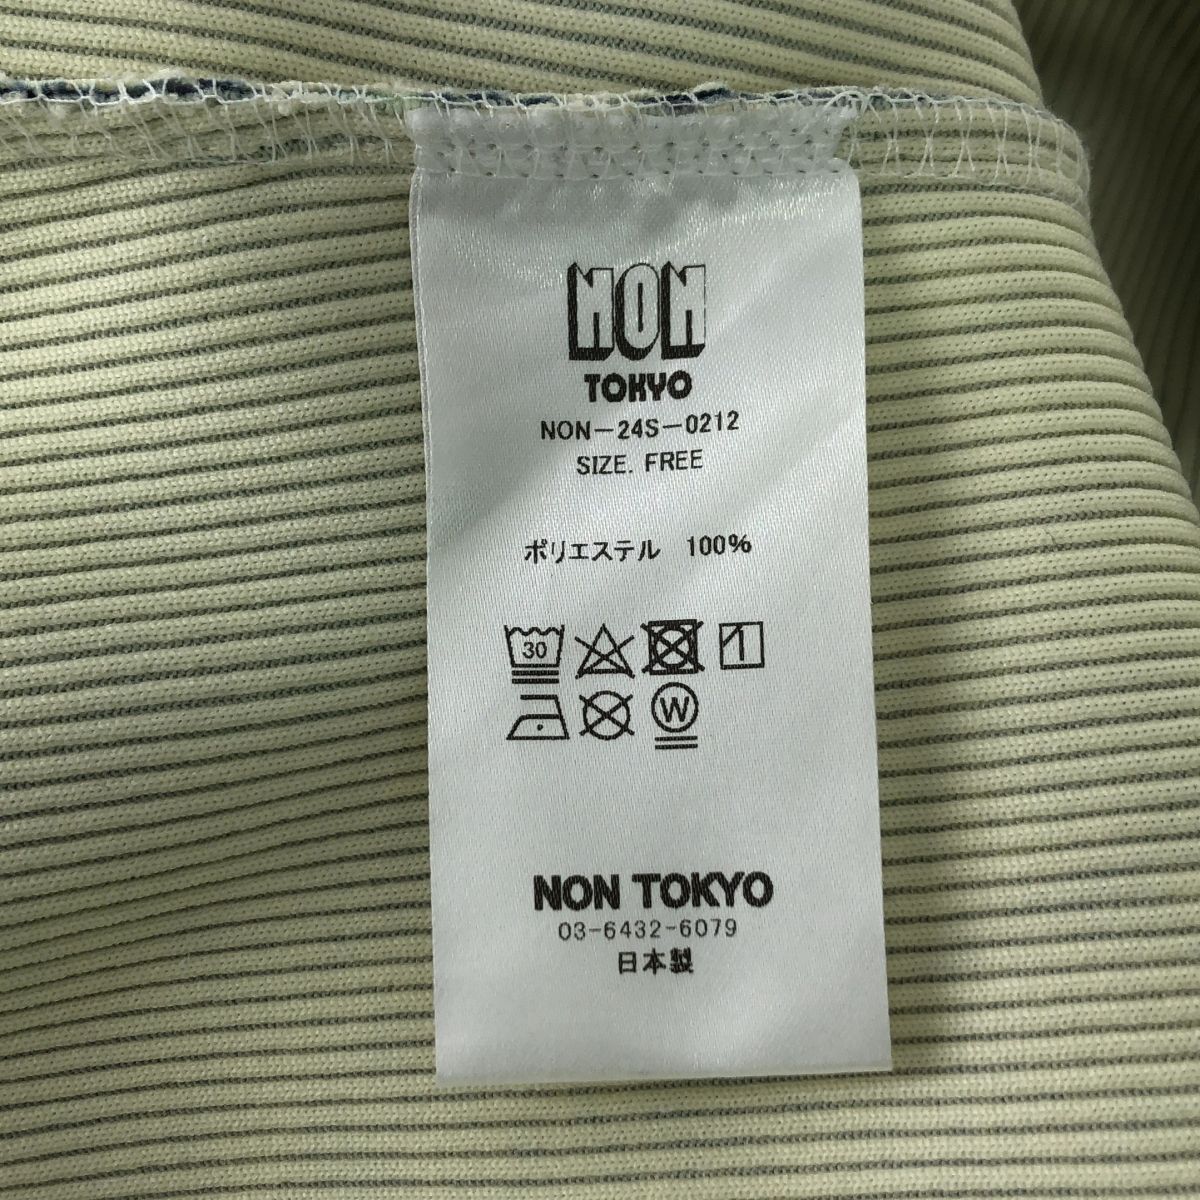 NON
TOKYO
NON-24S-0212
SIZE. FREE
ポリエステル 100%
30
W
NON TOKYO
03-6432-6079
日本製